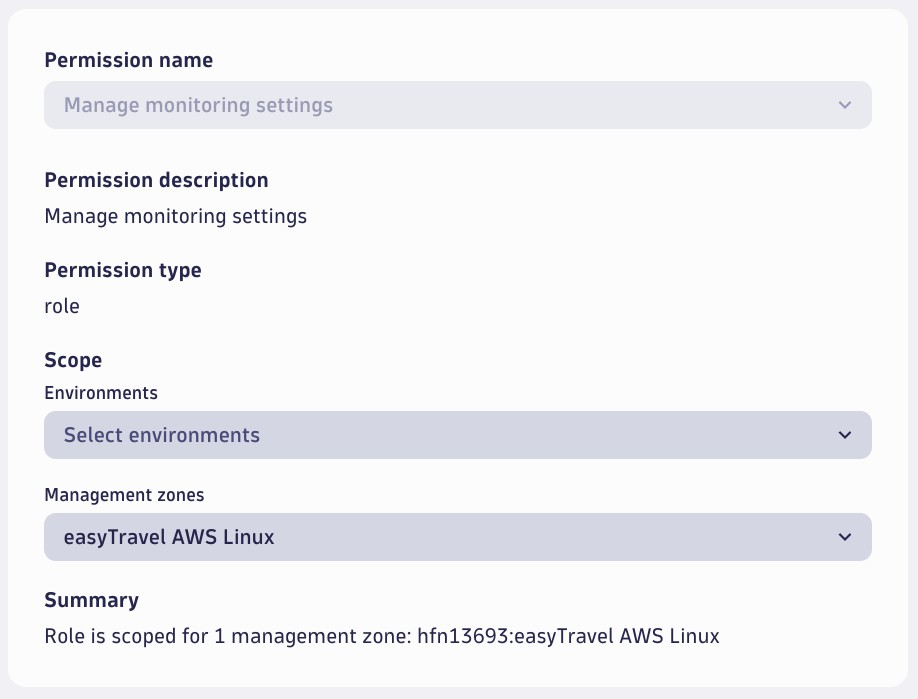 Permission name
Manage monitoring settings
Permission description
Manage monitoring settings
Permission type
role
Scope
Environments
Select environments
Management zones
easyTravel AWS Linux
Summary
Role is scoped for 1 management zone: hfn13693:easyTravel AWS Linux